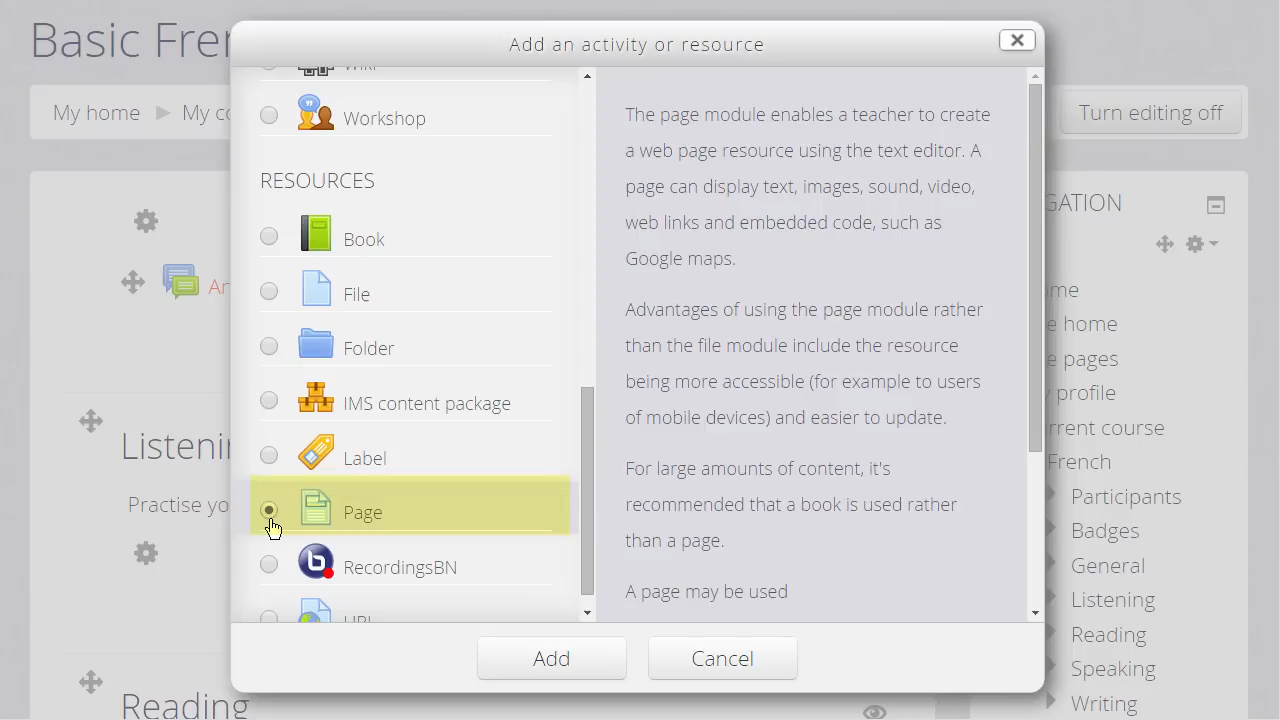 Basic Fre
Add an activity or resource
My home
My co
Turn editing off
Workshop
RESOURCES
Book
File
Folder
IMS content package
Label
Page
RecordingsBN
URL
The page module enables a teacher to create
a web page resource using the text editor. A
page can display text, images, sound, video,
web links and embedded code, such as
Google maps.
Advantages of using the page module rather
than the file module include the resource
being more accessible (for example to users
of mobile devices) and easier to update.
For large amounts of content, it's
recommended that a book is used rather
than a page.
A page may be used
Add
Cancel
An
Listenin
Practise yo
Reading
GATION
ome
e home
e pages
profile
rrent course
French
Participants
Badges
General
Listening
Reading
Speaking
Writing